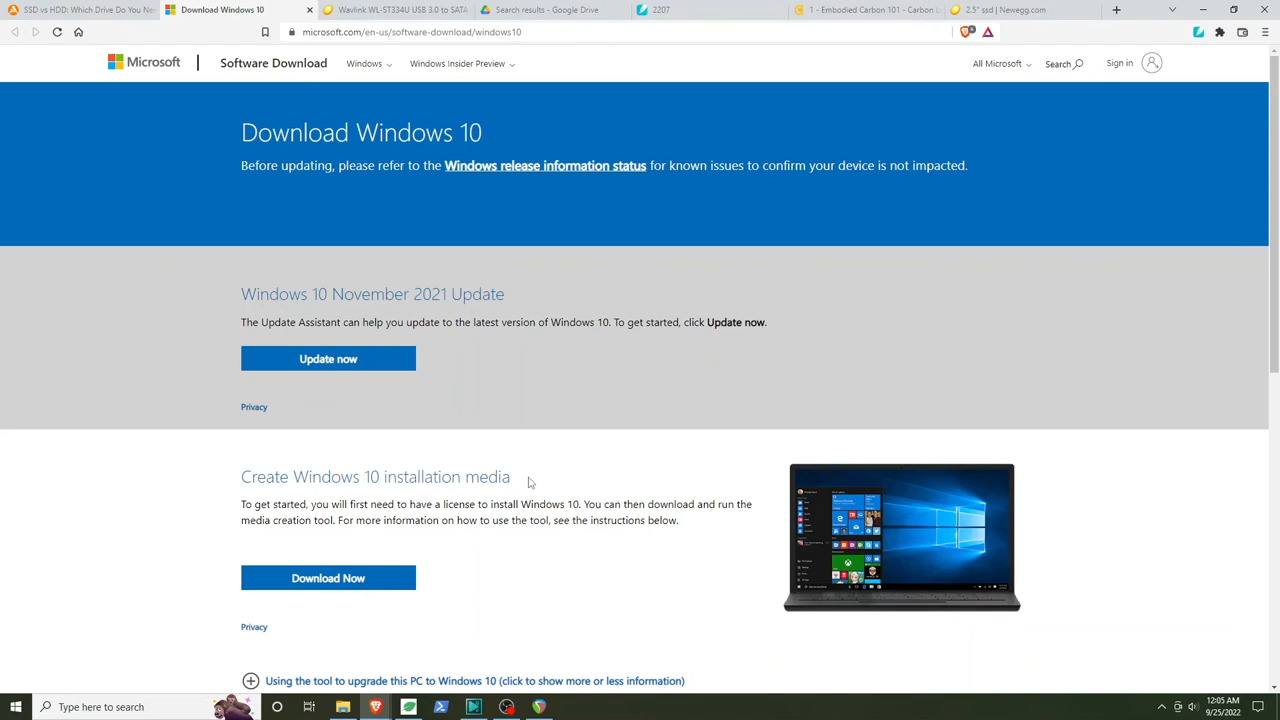 SSD vs HDD: Which Drive Do You Ne
Download Windows 10
Wavlink WL-ST334U USB 3.0 to SATA
Search results - Google Drive
2207
1 - Embodied Carbon 101 - Carbon L
2.5" ssd | Newegg.com
microsoft.com/en-us/software-download/windows10
Microsoft
Software Download
Windows
Windows Insider Preview
All Microsoft
Search
Sign in
Download Windows 10
Before updating, please refer to the Windows release information status for known issues to confirm your device is not impacted.
Windows 10 November 2021 Update
The Update Assistant can help you update to the latest version of Windows 10. To get started, click Update now.
Update now
Privacy
Create Windows 10 installation media
To get started, you will first need to have a license to install Windows 10. You can then download and run the
media creation tool. For more information on how to use the tool, see the instructions below.
Download Now
Privacy
Using the tool to upgrade this PC to Windows 10 (click to show more or less information)
Type here to search
12:05 AM
9/25/2022